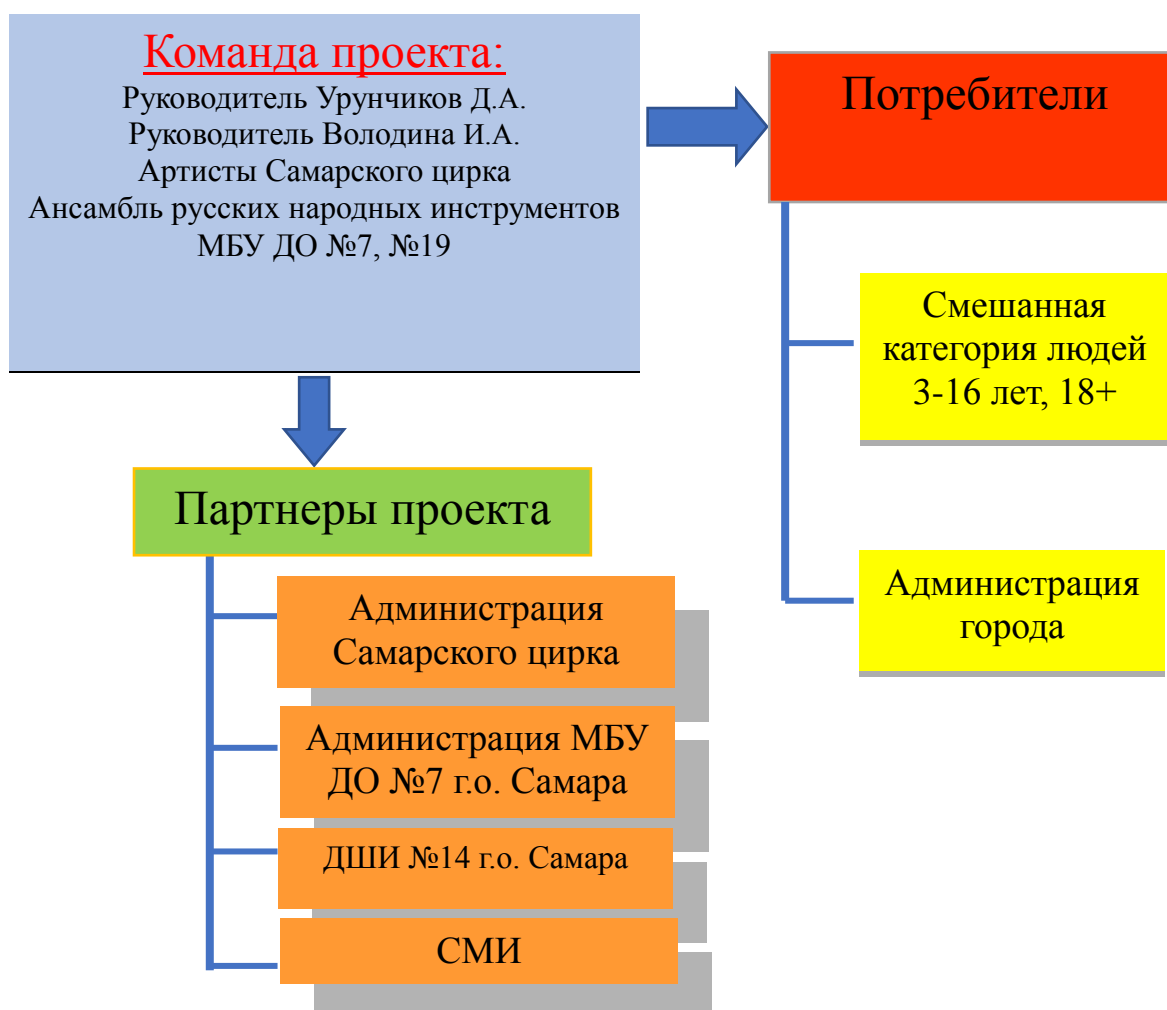 Команда проекта:
Руководитель Урунчиков Д.А.
Руководитель Володина И.А.
Артисты Самарского цирка
Ансамбль русских народных инструментов
МБУ ДО №7, №19
Потребители
Смешанная
категория людей
3-16 лет, 18+
Администрация
города
Партнеры проекта
Администрация
Самарского цирка
Администрация МБУ
ДО №7 г.о. Самара
ДШИ №14 г.о. Самара
СМИ